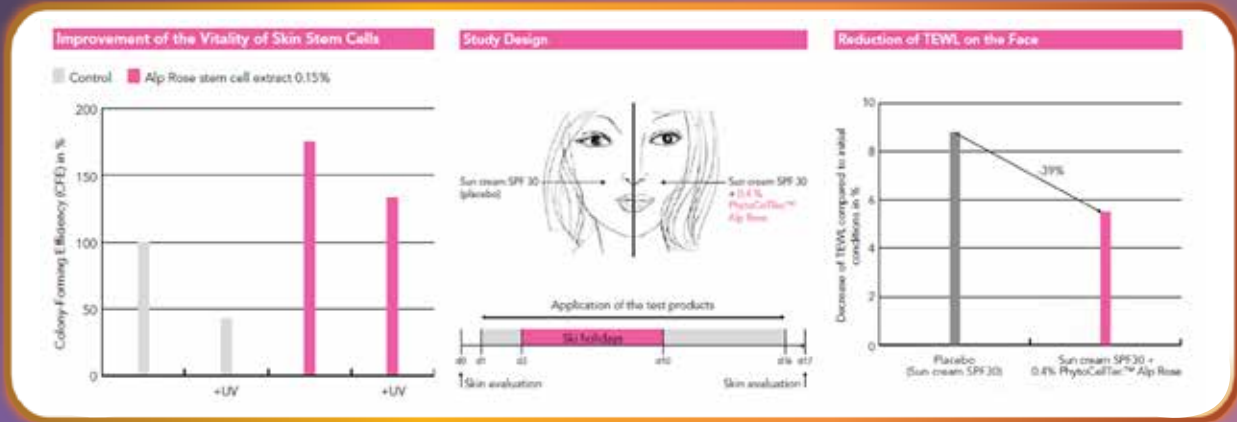 Improvement of the Vitality of Skin Stem Cells
Control
Alp Rose stem cell extract 0.15%
Colony-Forming Efficiency (CFE) in %
200
150
100
50
0
+UV
+UV
Study Design
Sun cream SPF 30
(placebo)
Sun cream SPF 30
+ 0.4 %
PhytoCellTec™
Alp Rose
Application of the test products
Ski holidays
d0 d1 d3 d10 d16 d17
Skin evaluation
Skin evaluation
Reduction of TEWL on the Face
Decrease of TEWL compared to initial
conditions in %
10
8
6
4
2
0
-39%
Placebo
(Sun cream SPF30)
Sun cream SPF30 +
0.4% PhytoCellTec™ Alp Rose